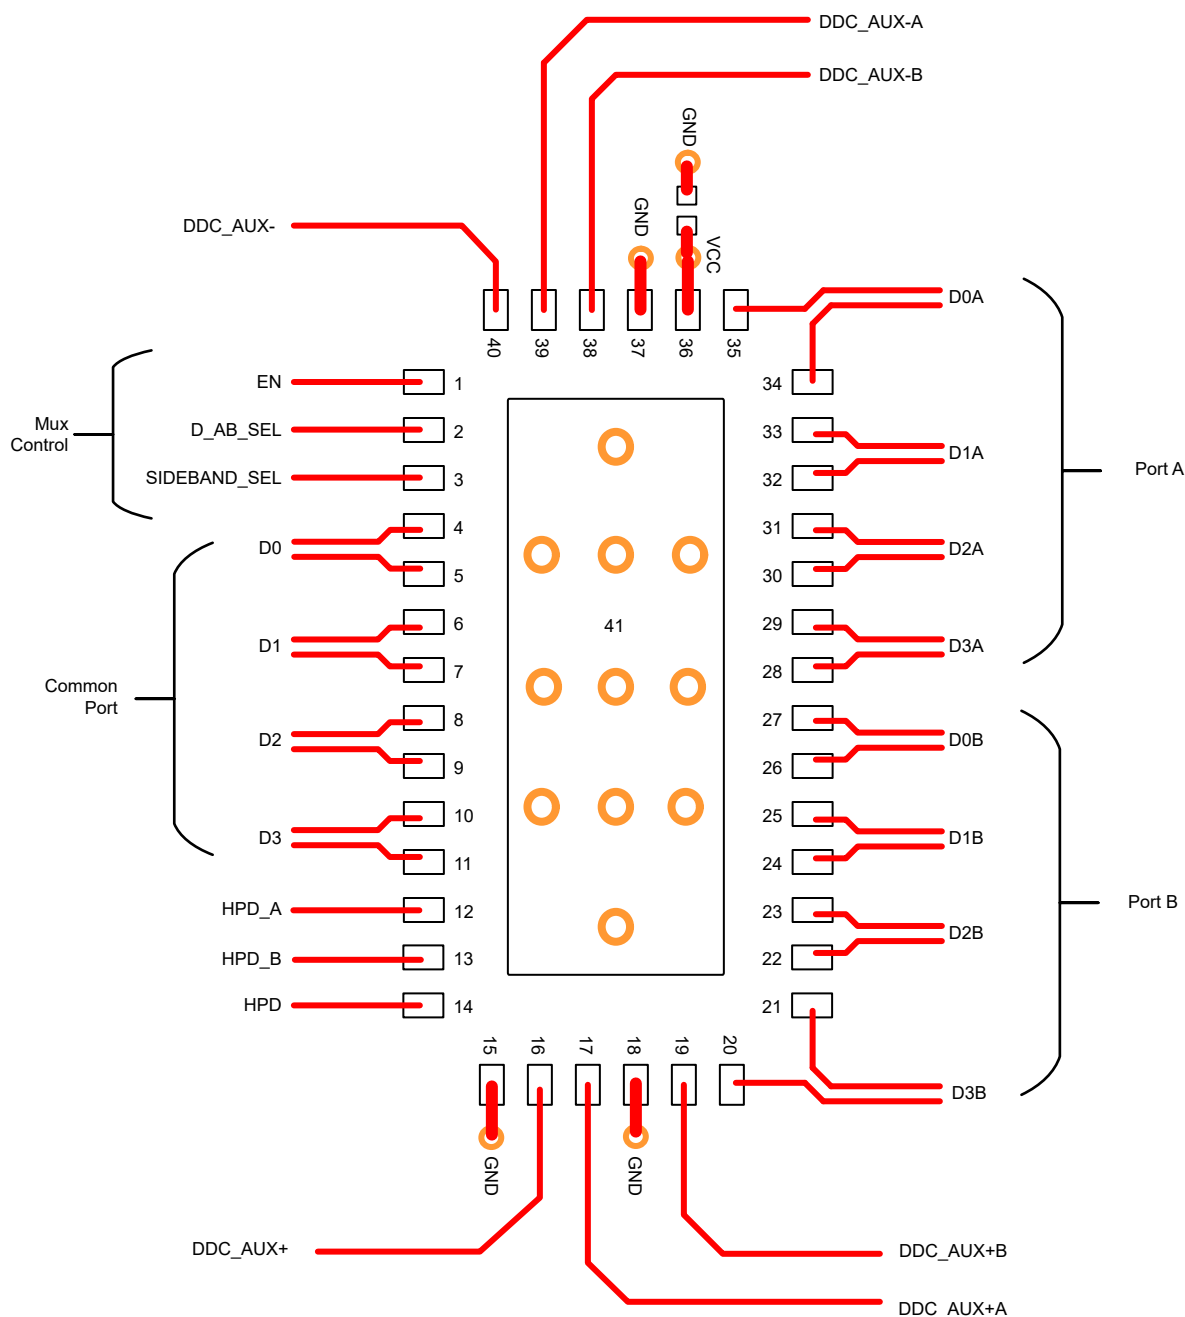 DDC_AUX-A
DDC_AUX-B
GND
GND
VCC
DDC_AUX-
40
39
38
37
36
35
D0A
EN
1
34
Mux
Control
D_AB_SEL
2
33
D1A
SIDEBAND_SEL
3
32
Port A
D0
4
31
D2A
5
30
41
D1
6
29
D3A
7
28
Common
Port
D2
8
27
D0B
9
26
D3
10
25
D1B
11
24
HPD_A
12
23
D2B
Port B
HPD_B
13
22
HPD
14
21
15
16
17
18
19
20
D3B
GND
GND
DDC_AUX+
DDC_AUX+B
DDC AUX+A